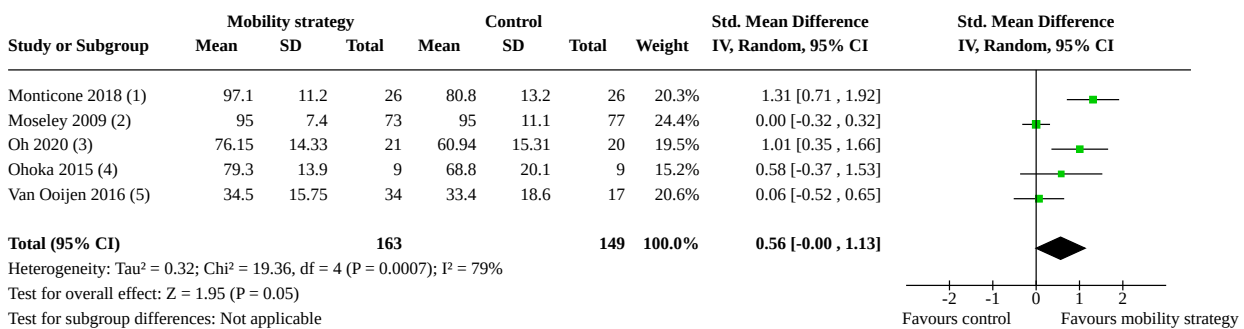 Mobility strategy Control Std. Mean Difference Std. Mean Difference
Study or Subgroup Mean SD Total Mean SD Total Weight IV, Random, 95% CI IV, Random, 95% CI
Monticone 2018 (1) 97.1 11.2 26 80.8 13.2 26 20.3% 1.31 [0.71 , 1.92]
Moseley 2009 (2) 95 7.4 73 95 11.1 77 24.4% 0.00 [-0.32 , 0.32]
Oh 2020 (3) 76.15 14.33 21 60.94 15.31 20 19.5% 1.01 [0.35 , 1.66]
Ohoka 2015 (4) 79.3 13.9 9 68.8 20.1 9 15.2% 0.58 [-0.37 , 1.53]
Van Ooijen 2016 (5) 34.5 15.75 34 33.4 18.6 17 20.6% 0.06 [-0.52 , 0.65]
Total (95% CI) 163 149 100.0% 0.56 [-0.00 , 1.13]
Heterogeneity: Tau² = 0.32; Chi² = 19.36, df = 4 (P = 0.0007); I² = 79%
Test for overall effect: Z = 1.95 (P = 0.05)
-2 -1 0 1 2
Test for subgroup differences: Not applicable Favours control Favours mobility strategy